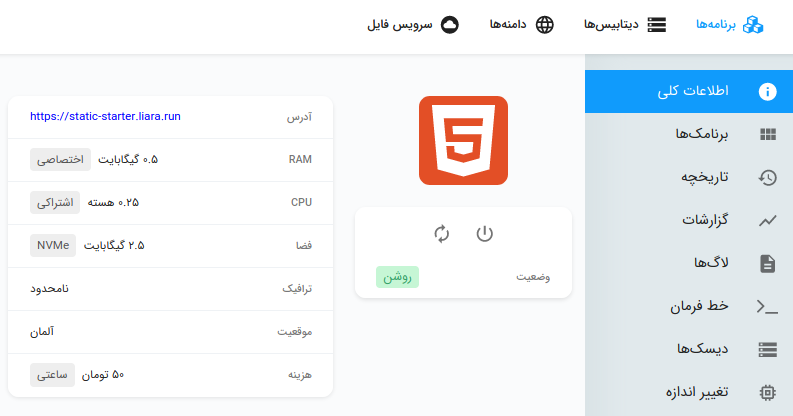 برنامه‌ها
دیتابیس‌ها
دامنه‌ها
سرویس فایل
اطلاعات کلی
برنامک‌ها
تاریخچه
گزارشات
لاگ‌ها
خط فرمان
دیسک‌ها
تغییر اندازه
وضعیت روشن
آدرس https://static-starter.liara.run
RAM ۰.۵ گیگابایت اختصاصی
CPU ۰.۲۵ هسته اشتراکی
فضا ۲.۵ گیگابایت NVMe
ترافیک نامحدود
موقعیت آلمان
هزینه ۵۰ تومان ساعتی